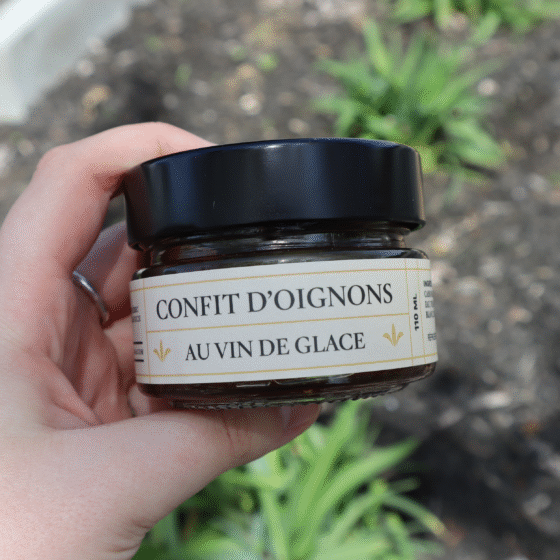 CONFIT D'OIGNONS
AU VIN DE GLACE
110 ML